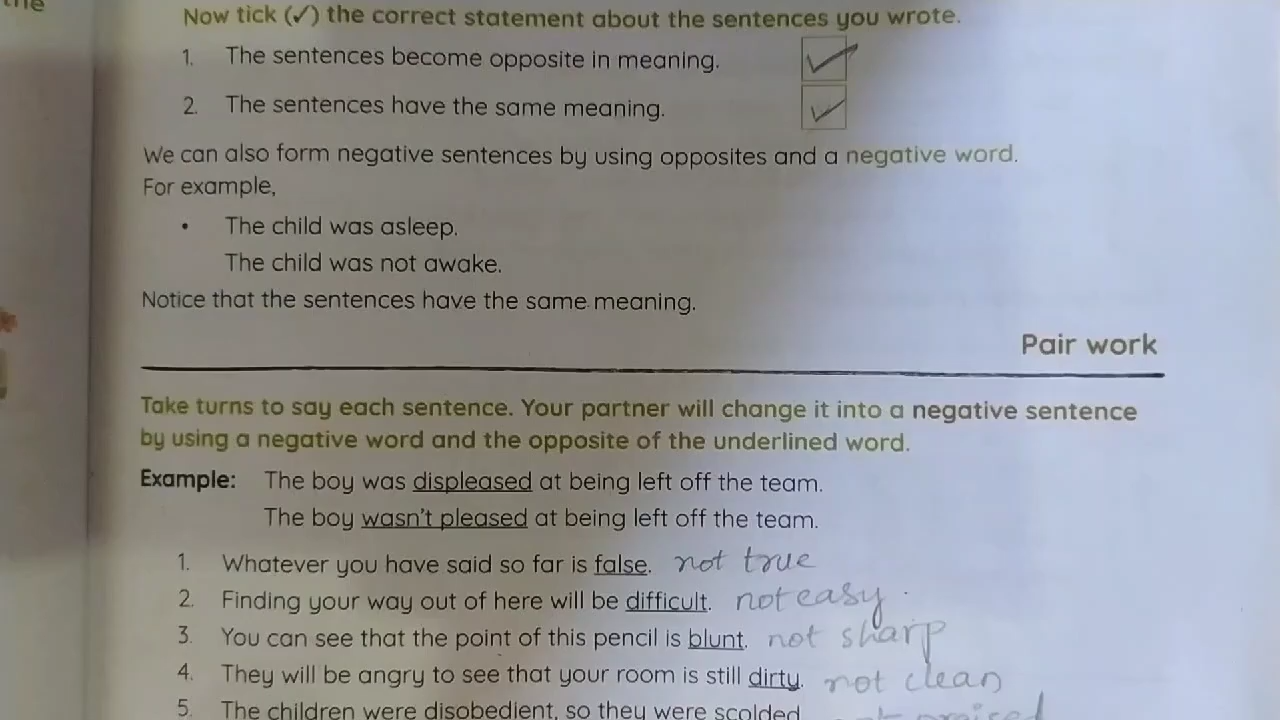 the
Now tick (✓) the correct statement about the sentences you wrote.
1. The sentences become opposite in meaning. ✓
2. The sentences have the same meaning. ✓
We can also form negative sentences by using opposites and a negative word.
For example,
• The child was asleep.
The child was not awake.
Notice that the sentences have the same meaning.
Pair work
Take turns to say each sentence. Your partner will change it into a negative sentence
by using a negative word and the opposite of the underlined word.
Example: The boy was displeased at being left off the team.
The boy wasn't pleased at being left off the team.
1. Whatever you have said so far is false. not true
2. Finding your way out of here will be difficult. not easy.
3. You can see that the point of this pencil is blunt. not sharp
4. They will be angry to see that your room is still dirty. not clean
5. The children were disobedient, so they were scolded praised